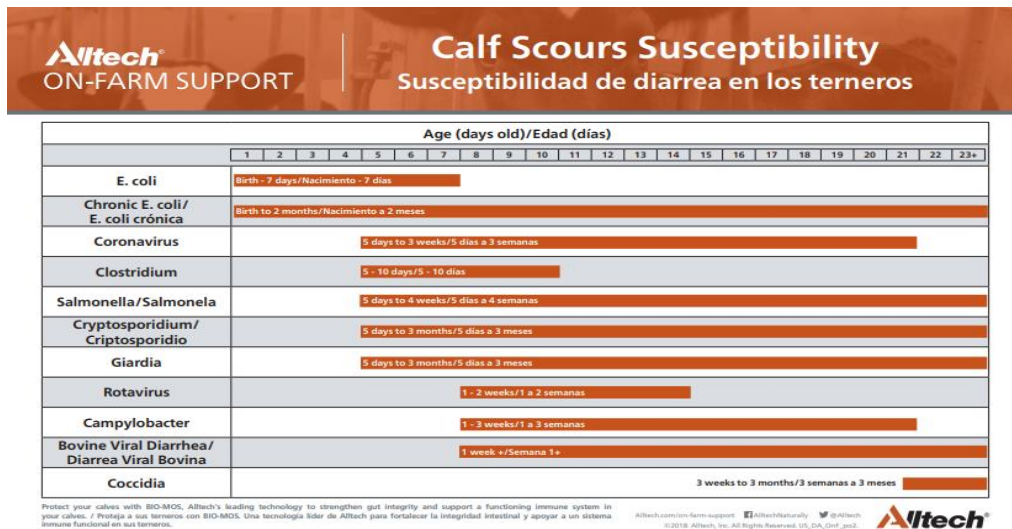 Alltech®
ON-FARM SUPPORT
Calf Scours Susceptibility
Susceptibilidad de diarrea en los terneros
Age (days old)/Edad (días)
1 2 3 4 5 6 7 8 9 10 11 12 13 14 15 16 17 18 19 20 21 22 23+
E. coli
Birth - 7 days/Nacimiento - 7 días
Chronic E. coli/
E. coli crónica
Birth to 2 months/Nacimiento a 2 meses
Coronavirus
5 days to 3 weeks/5 días a 3 semanas
Clostridium
5 - 10 days/5 - 10 días
Salmonella/Salmonela
5 days to 4 weeks/5 días a 4 semanas
Cryptosporidium/
Criptosporidio
5 days to 3 months/5 días a 3 meses
Giardia
5 days to 3 months/5 días a 3 meses
Rotavirus
1 - 2 weeks/1 a 2 semanas
Campylobacter
1 - 3 weeks/1 a 3 semanas
Bovine Viral Diarrhea/
Diarrea Viral Bovina
1 week +/Semana 1+
Coccidia
3 weeks to 3 months/3 semanas a 3 meses
Protect your calves with BIO-MOS, Alltech's leading technology to strengthen gut integrity and support a functioning immune system in
your calves. / Proteja a sus terneros con BIO-MOS. Una tecnología líder de Alltech para fortalecer la integridad intestinal y apoyar a un sistema
inmune funcional en sus terneros.
Alltech.com/on-farm-support AlltechNaturally @Alltech
©2018. Alltech, Inc. All Rights Reserved.
Alltech®